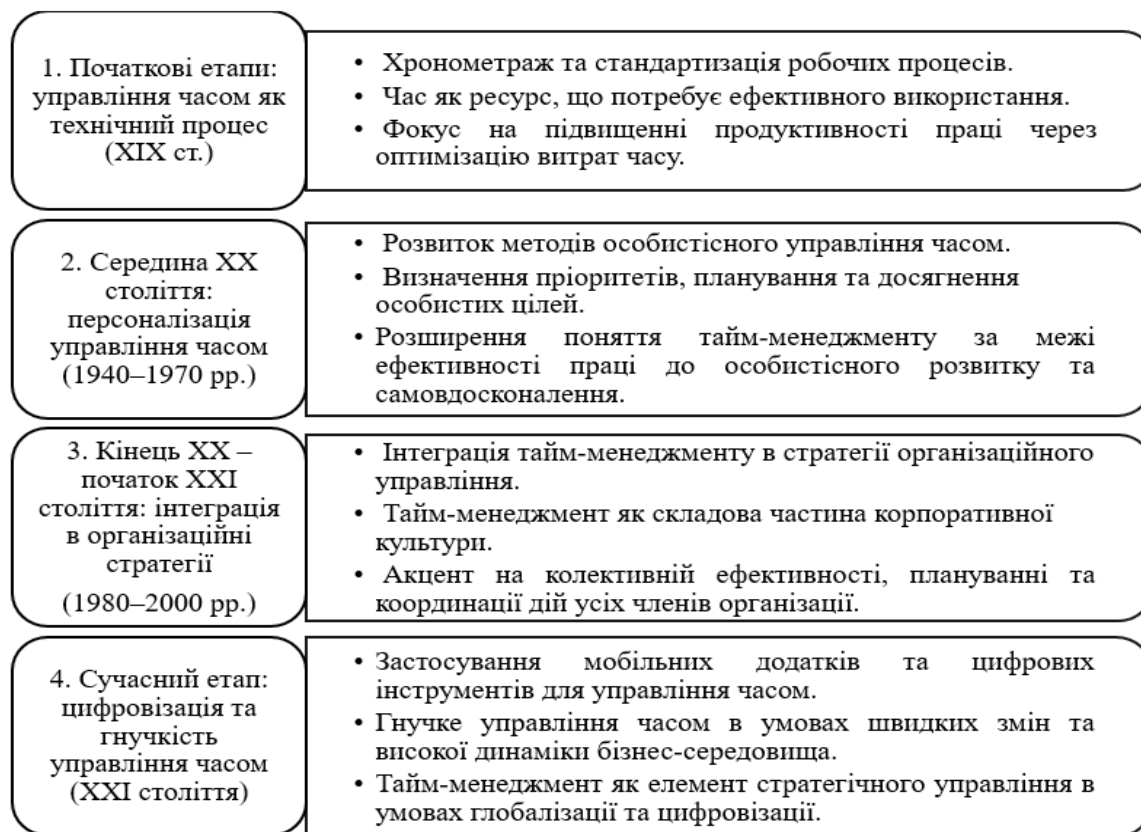 1. Початкові етапи:
управління часом як
технічний процес
(ХІХ ст.)
• Хронометраж та стандартизація робочих процесів.
• Час як ресурс, що потребує ефективного використання.
• Фокус на підвищенні продуктивності праці через
оптимізацію витрат часу.
2. Середина ХХ
століття:
персоналізація
управління часом
(1940–1970 рр.)
• Розвиток методів особистісного управління часом.
• Визначення пріоритетів, планування та досягнення
особистих цілей.
• Розширення поняття тайм-менеджменту за межі
ефективності праці до особистісного розвитку та
самовдосконалення.
3. Кінець ХХ –
початок ХХІ
століття: інтеграція
в організаційні
стратегії
(1980–2000 рр.)
• Інтеграція тайм-менеджменту в стратегії організаційного
управління.
• Тайм-менеджмент як складова частина корпоративної
культури.
• Акцент на колективній ефективності, плануванні та
координації дій усіх членів організації.
4. Сучасний етап:
цифровізація та
гнучкість
управління часом
(ХХІ століття)
• Застосування мобільних додатків та цифрових
інструментів для управління часом.
• Гнучке управління часом в умовах швидких змін та
високої динаміки бізнес-середовища.
• Тайм-менеджмент як елемент стратегічного управління в
умовах глобалізації та цифровізації.